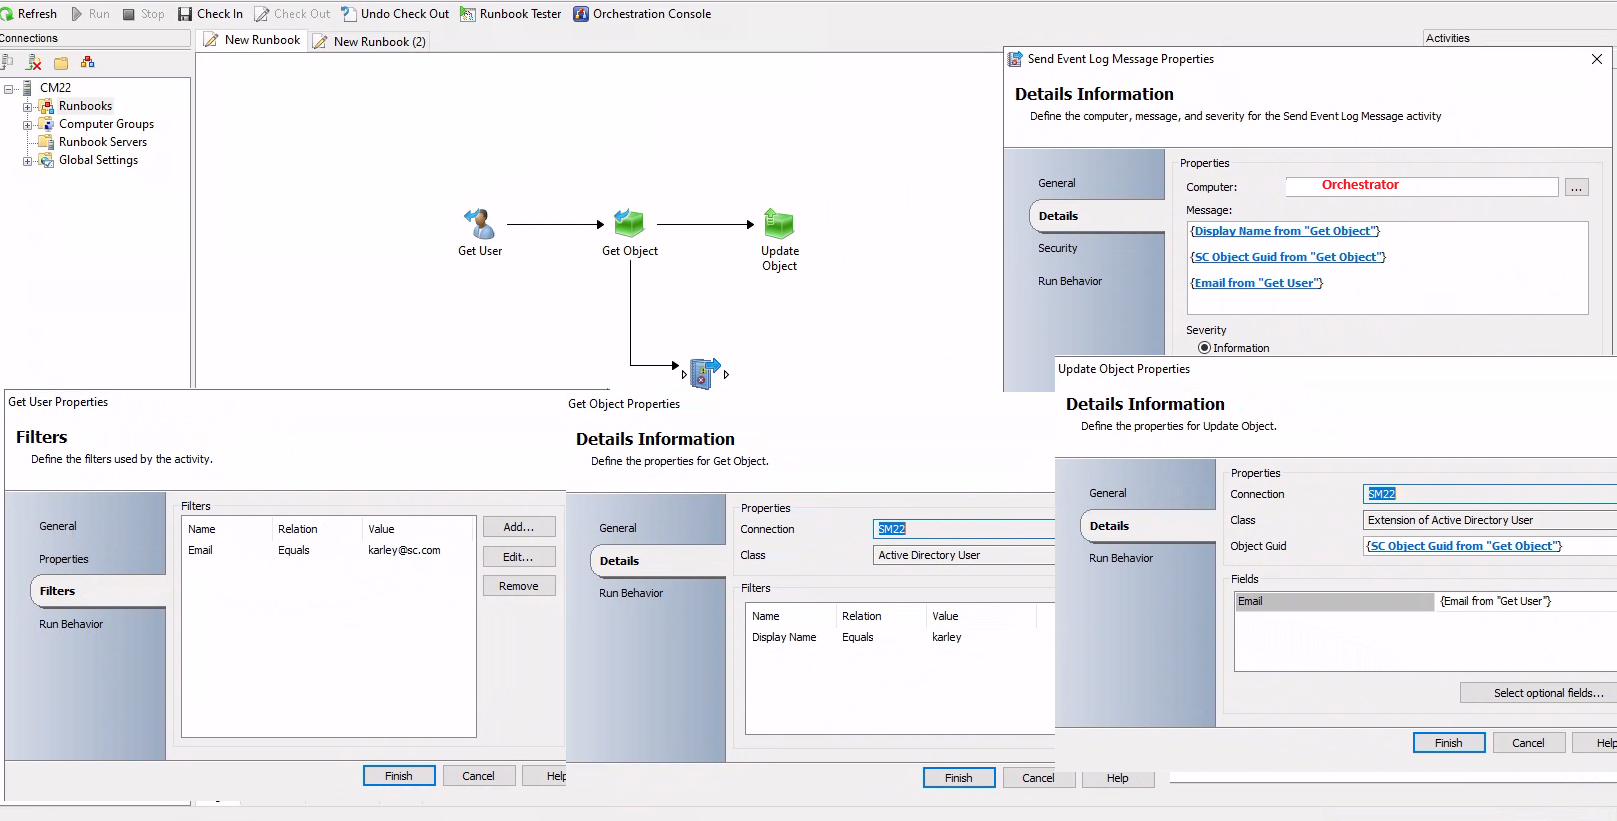 Refresh Run Stop Check In Check Out Undo Check Out Runbook Tester Orchestration Console
Connections
New Runbook New Runbook (2)
Activities
CM22
Runbooks
Computer Groups
Runbook Servers
Global Settings
Get User
Get Object
Update
Object
Send Event Log Message Properties
Details Information
Define the computer, message, and severity for the Send Event Log Message activity
General
Details
Security
Run Behavior
Properties
Computer: Orchestrator ...
Message:
{Display Name from "Get Object"}
{SC Object Guid from "Get Object"}
{Email from "Get User"}
Severity
Information
Get User Properties
Filters
Define the filters used by the activity.
General
Properties
Filters
Run Behavior
Filters
Name Relation Value
Email Equals karley@sc.com
Add...
Edit...
Remove
Finish Cancel Help
Get Object Properties
Details Information
Define the properties for Get Object.
General
Details
Run Behavior
Properties
Connection SM22
Class Active Directory User
Filters
Name Relation Value
Display Name Equals karley
Finish Cancel Help
Update Object Properties
Details Information
Define the properties for Update Object.
General
Details
Run Behavior
Properties
Connection SM22
Class Extension of Active Directory User
Object Guid {SC Object Guid from "Get Object"}
Fields
Email {Email from "Get User"}
Select optional fields...
Finish Cancel Help